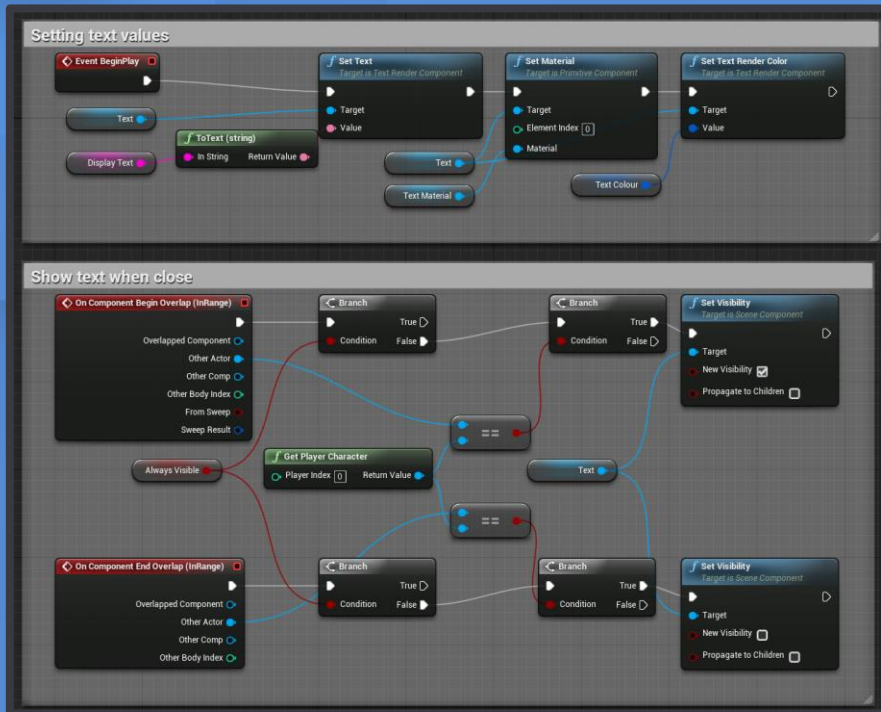 Setting text values
Event BeginPlay
Set Text
Target is Text Render Component
Target
Value
Text
ToText (string)
In String Return Value
Display Text
Set Material
Target is Primitive Component
Target
Element Index 0
Material
Text
Text Material
Set Text Render Color
Target is Text Render Component
Target
Value
Text Colour
Show text when close
On Component Begin Overlap (InRange)
Overlapped Component
Other Actor
Other Comp
Other Body Index
From Sweep
Sweep Result
Branch
True
Condition False
Branch
True
Condition False
Set Visibility
Target is Scene Component
Target
New Visibility
Propagate to Children
==
Always Visible
Get Player Character
Player Index 0 Return Value
Text
==
On Component End Overlap (InRange)
Overlapped Component
Other Actor
Other Comp
Other Body Index
Branch
True
Condition False
Branch
True
Condition False
Set Visibility
Target is Scene Component
Target
New Visibility
Propagate to Children